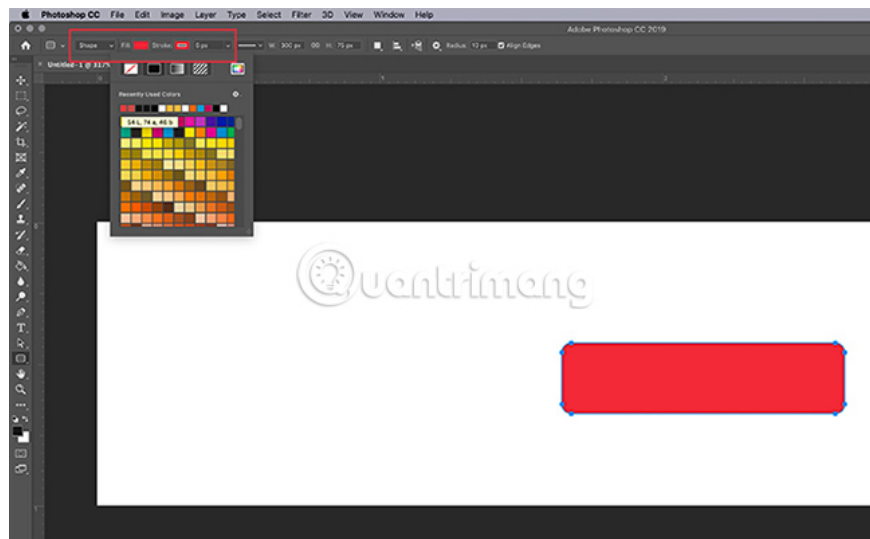 Photoshop CC File Edit Image Layer Type Select Filter 3D View Window Help
Adobe Photoshop CC 2019
Shape Fill: Stroke: 5 px W: 300 px H: 75 px Radius: 10 px Align Edges
Untitled-1 @ 317%
Recently Used Colors
54 L, 74 a, 46 b
Quantrimang